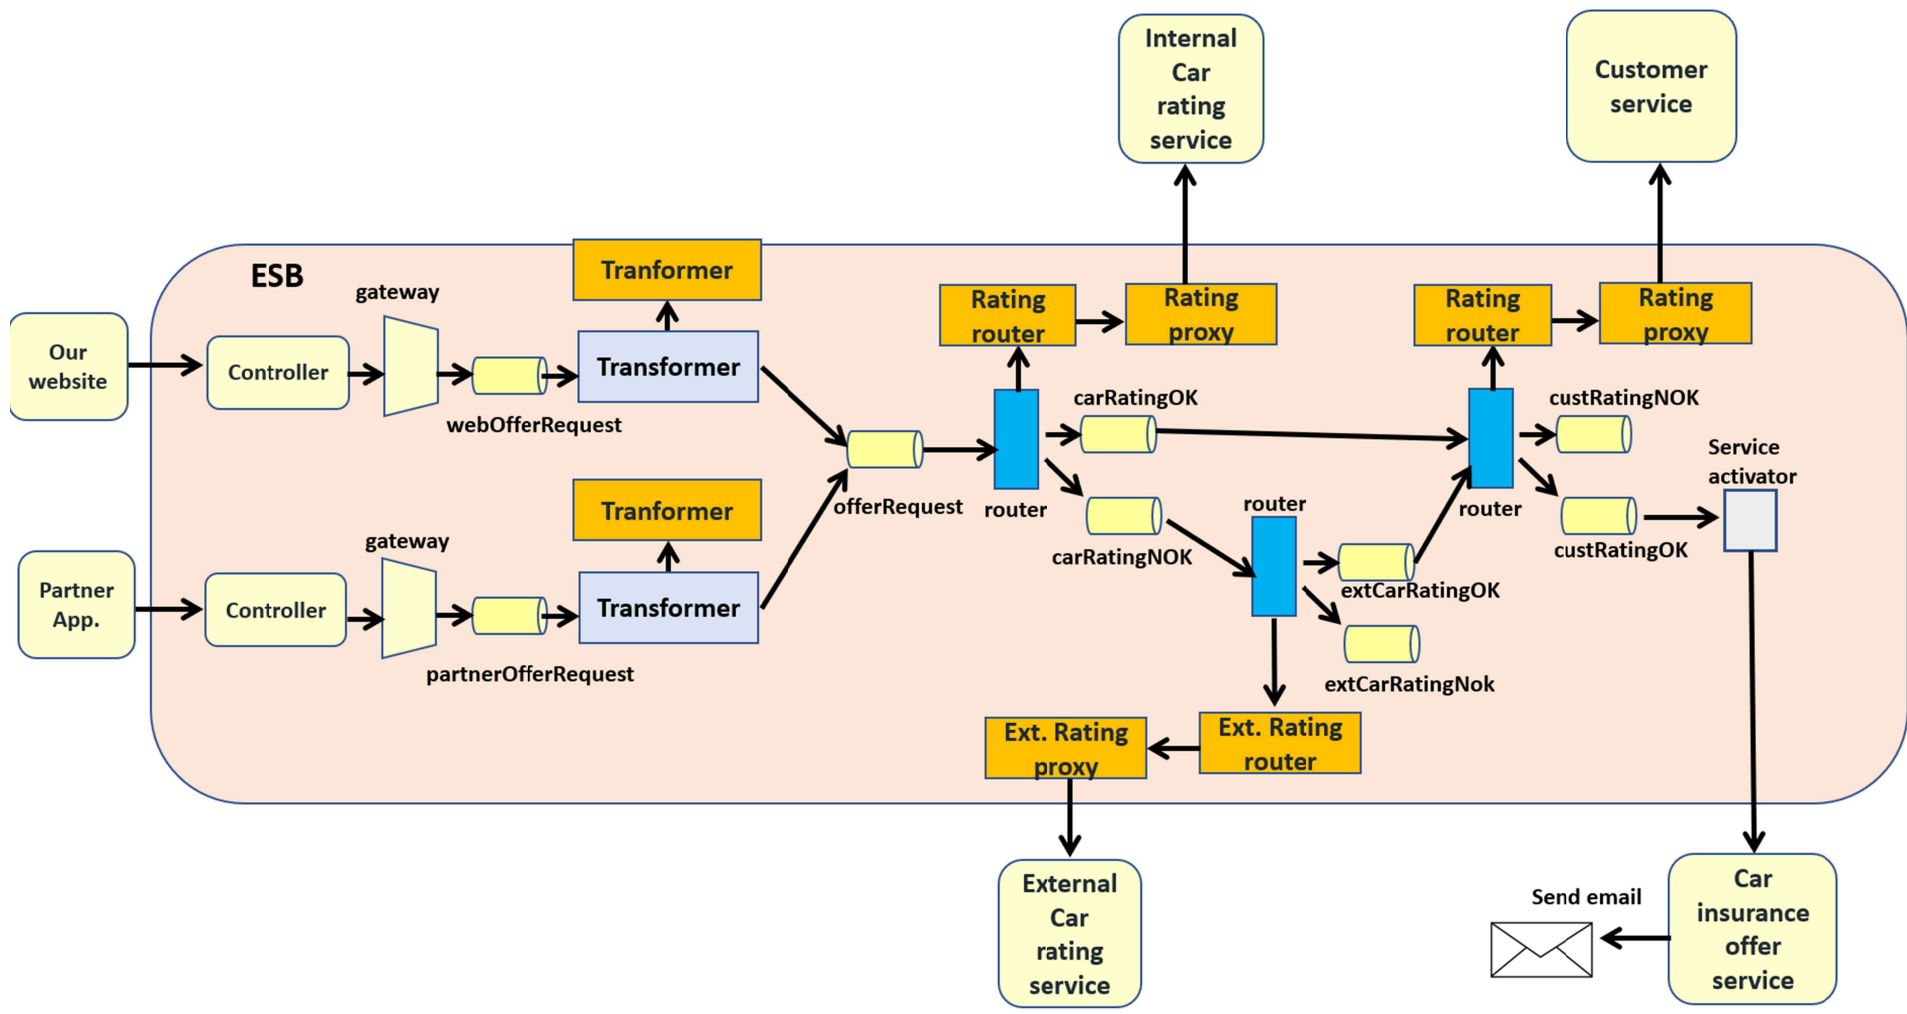 Internal
Car
rating
service
Customer
service
ESB
gateway
Tranformer
Rating
router
Rating
proxy
Rating
router
Rating
proxy
Our
website
Controller
Transformer
webOfferRequest
carRatingOK
custRatingNOK
Service
activator
Tranformer
offerRequest
router
router
router
carRatingNOK
custRatingOK
gateway
Partner
App.
Controller
Transformer
extCarRatingOK
partnerOfferRequest
extCarRatingNok
Ext. Rating
proxy
Ext. Rating
router
External
Car
rating
service
Send email
Car
insurance
offer
service